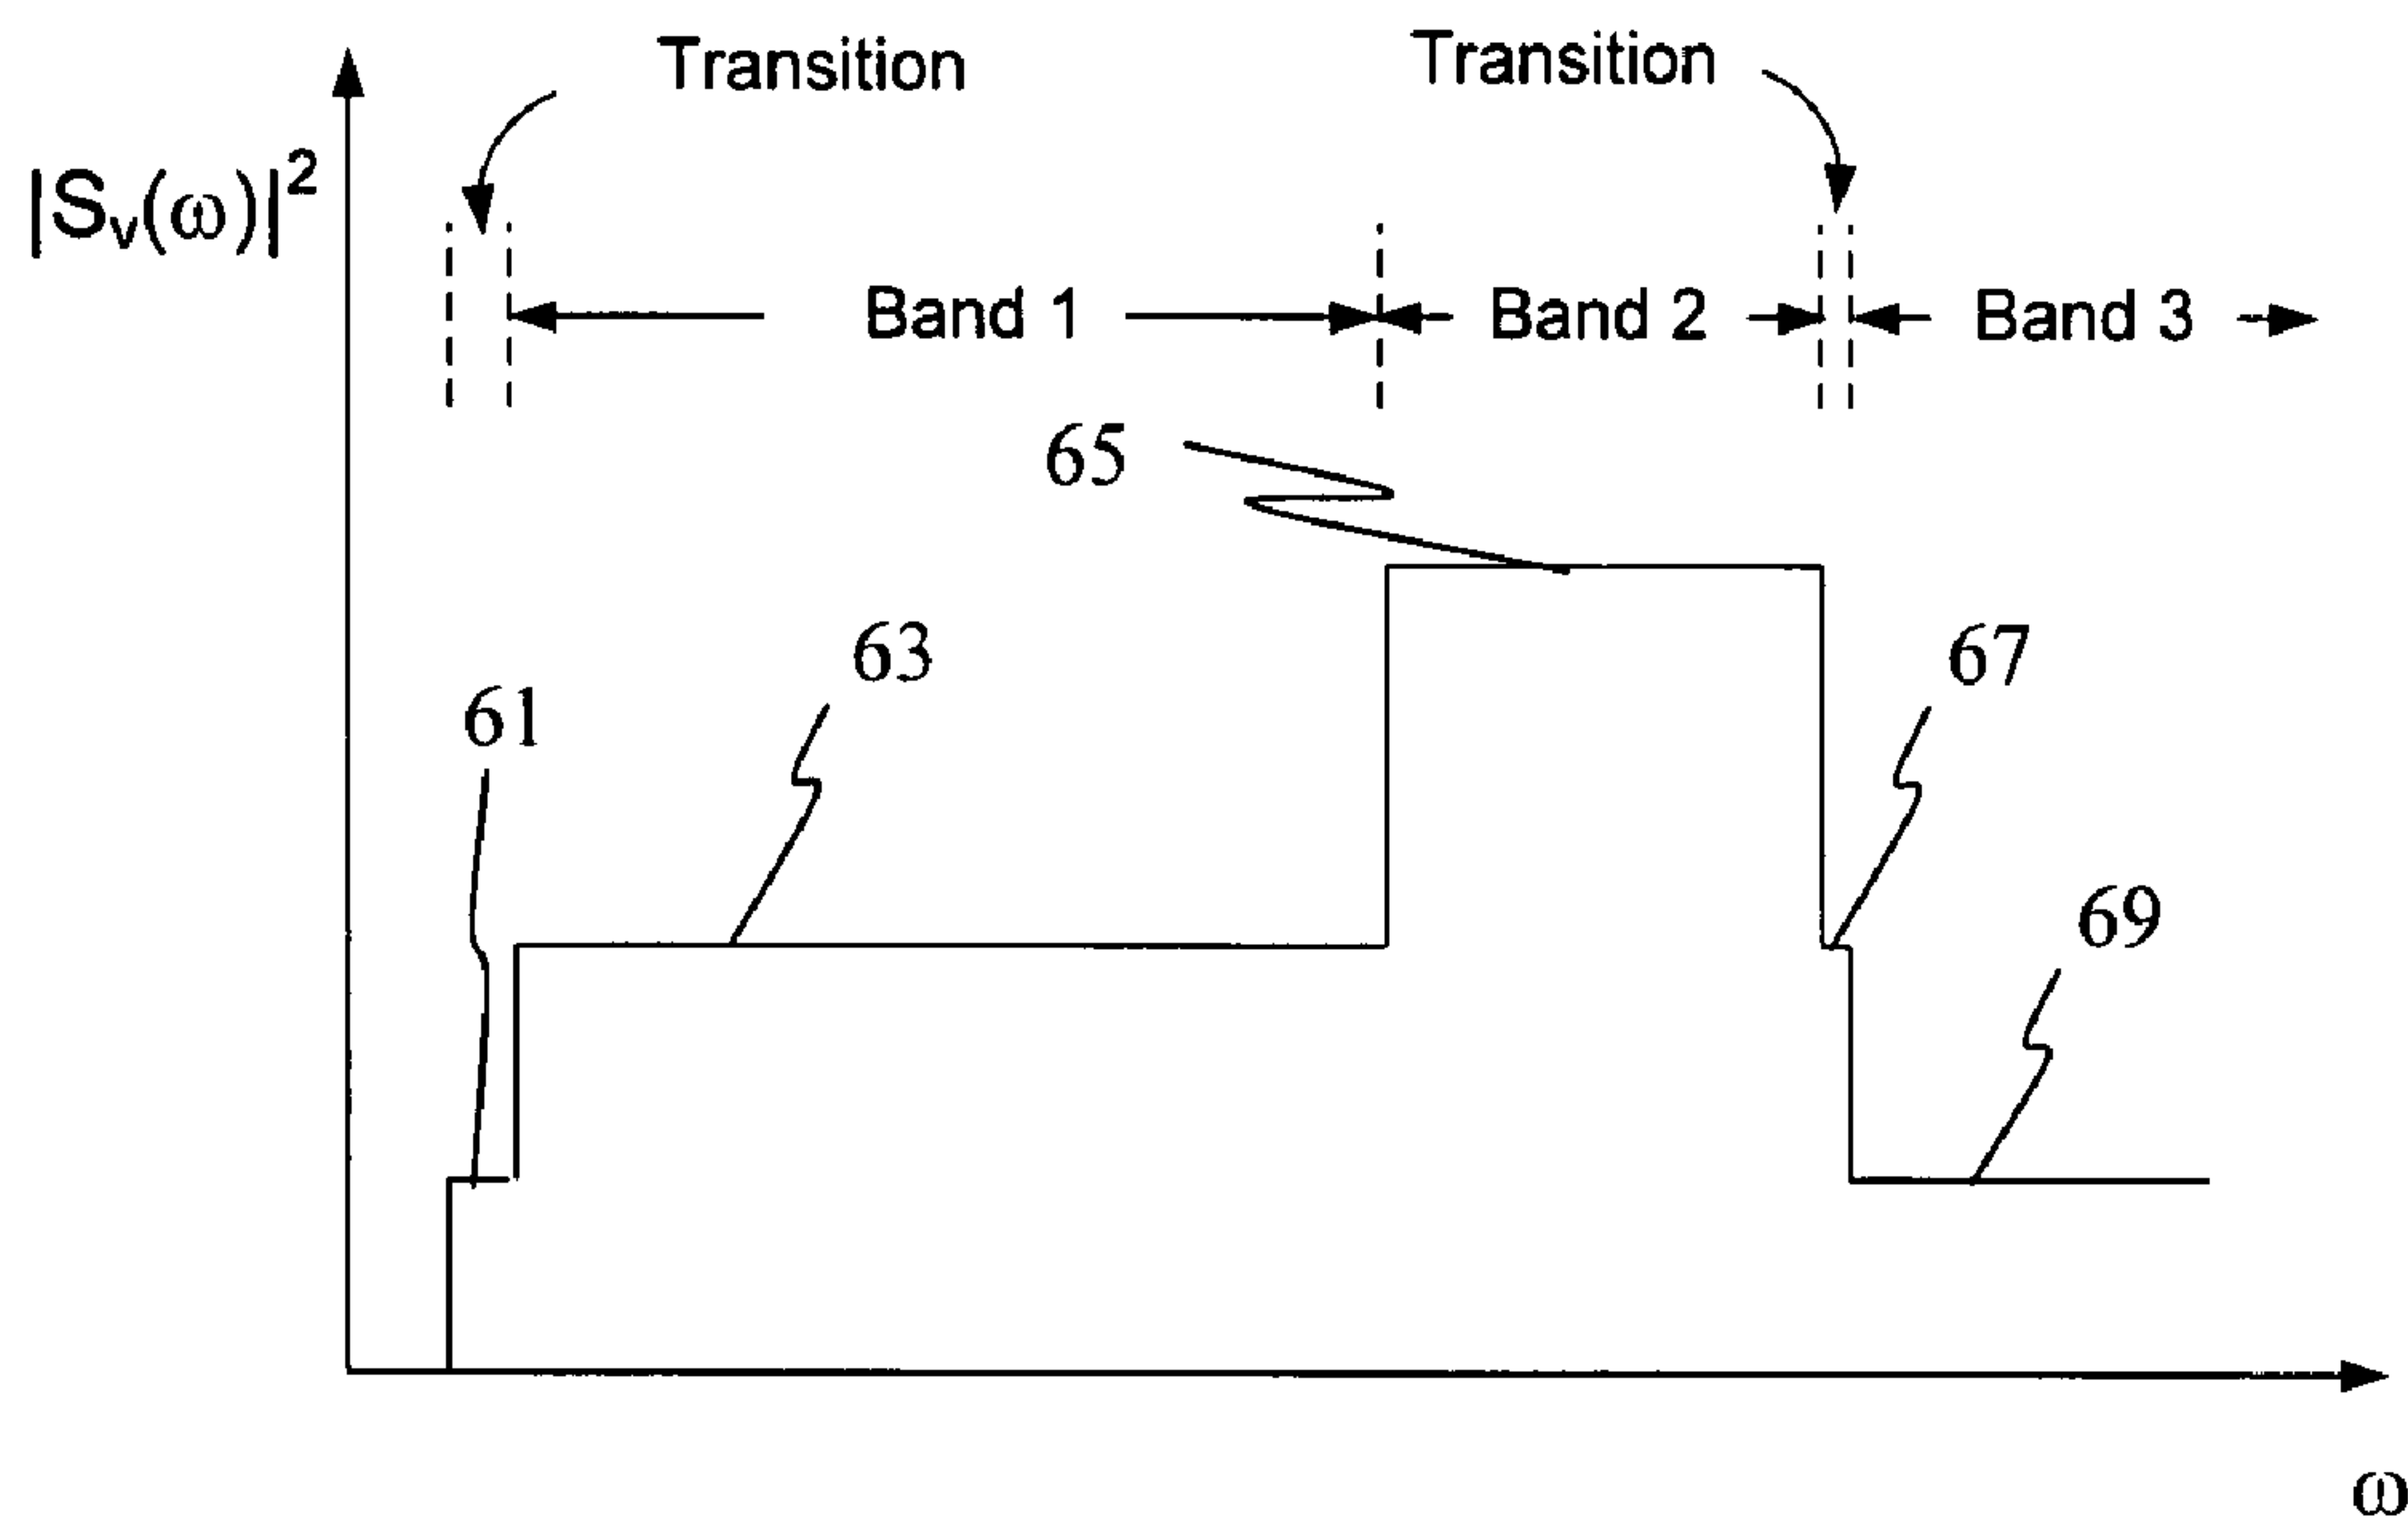 Transition
Transition
|Sᵥ(ω)|²
Band 1
Band 2
Band 3
65
63
67
61
69
ω